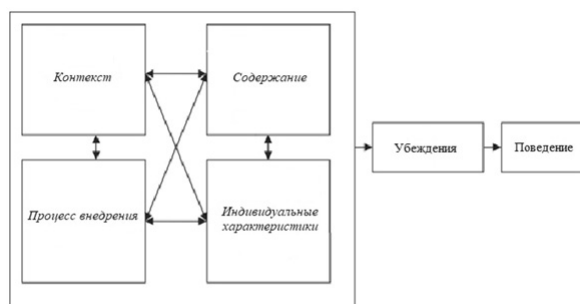 Контекст
Содержание
Процесс внедрения
Индивидуальные
характеристики
Убеждения
Поведение